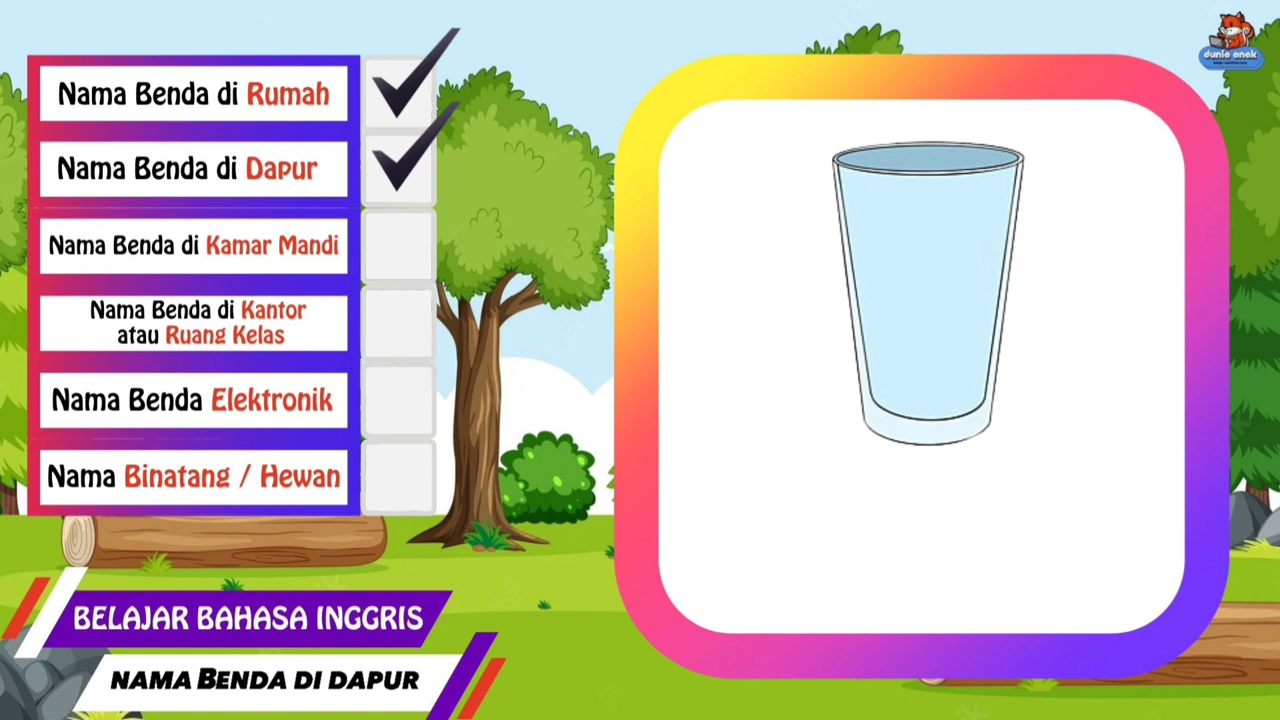 Nama Benda di Rumah
Nama Benda di Dapur
Nama Benda di Kamar Mandi
Nama Benda di Kantor
atau Ruang Kelas
Nama Benda Elektronik
Nama Binatang / Hewan
BELAJAR BAHASA INGGRIS
NAMA BENDA DI DAPUR
dunia anak